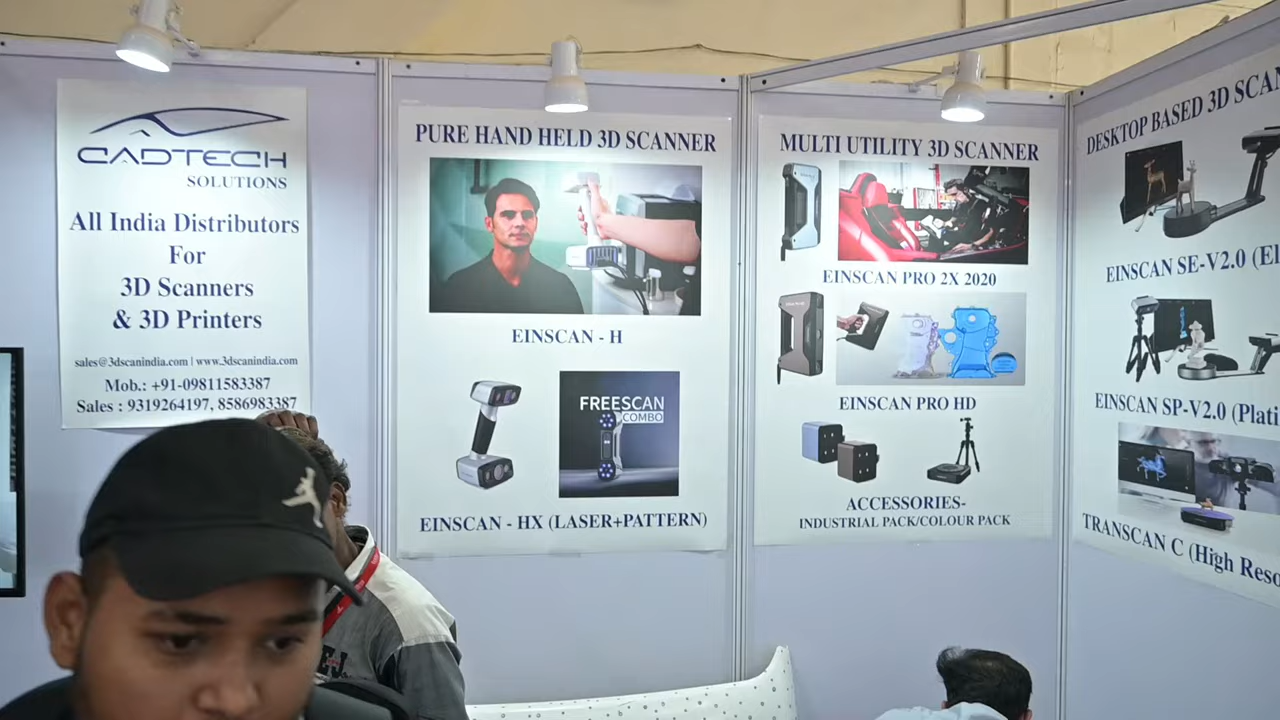 CADTECH
SOLUTIONS
All India Distributors
For
3D Scanners
& 3D Printers
sales@3dscanindia.com | www.3dscanindia.com
Mob.: +91-09811583387
Sales : 9319264197, 8586983387
PURE HAND HELD 3D SCANNER
EINSCAN - H
FREESCAN
COMBO
EINSCAN - HX (LASER+PATTERN)
MULTI UTILITY 3D SCANNER
EINSCAN PRO 2X 2020
EINSCAN PRO HD
ACCESSORIES-
INDUSTRIAL PACK/COLOUR PACK
DESKTOP BASED 3D SCAN
EINSCAN SE-V2.0 (El
EINSCAN SP-V2.0 (Plati
TRANSCAN C (High Reso